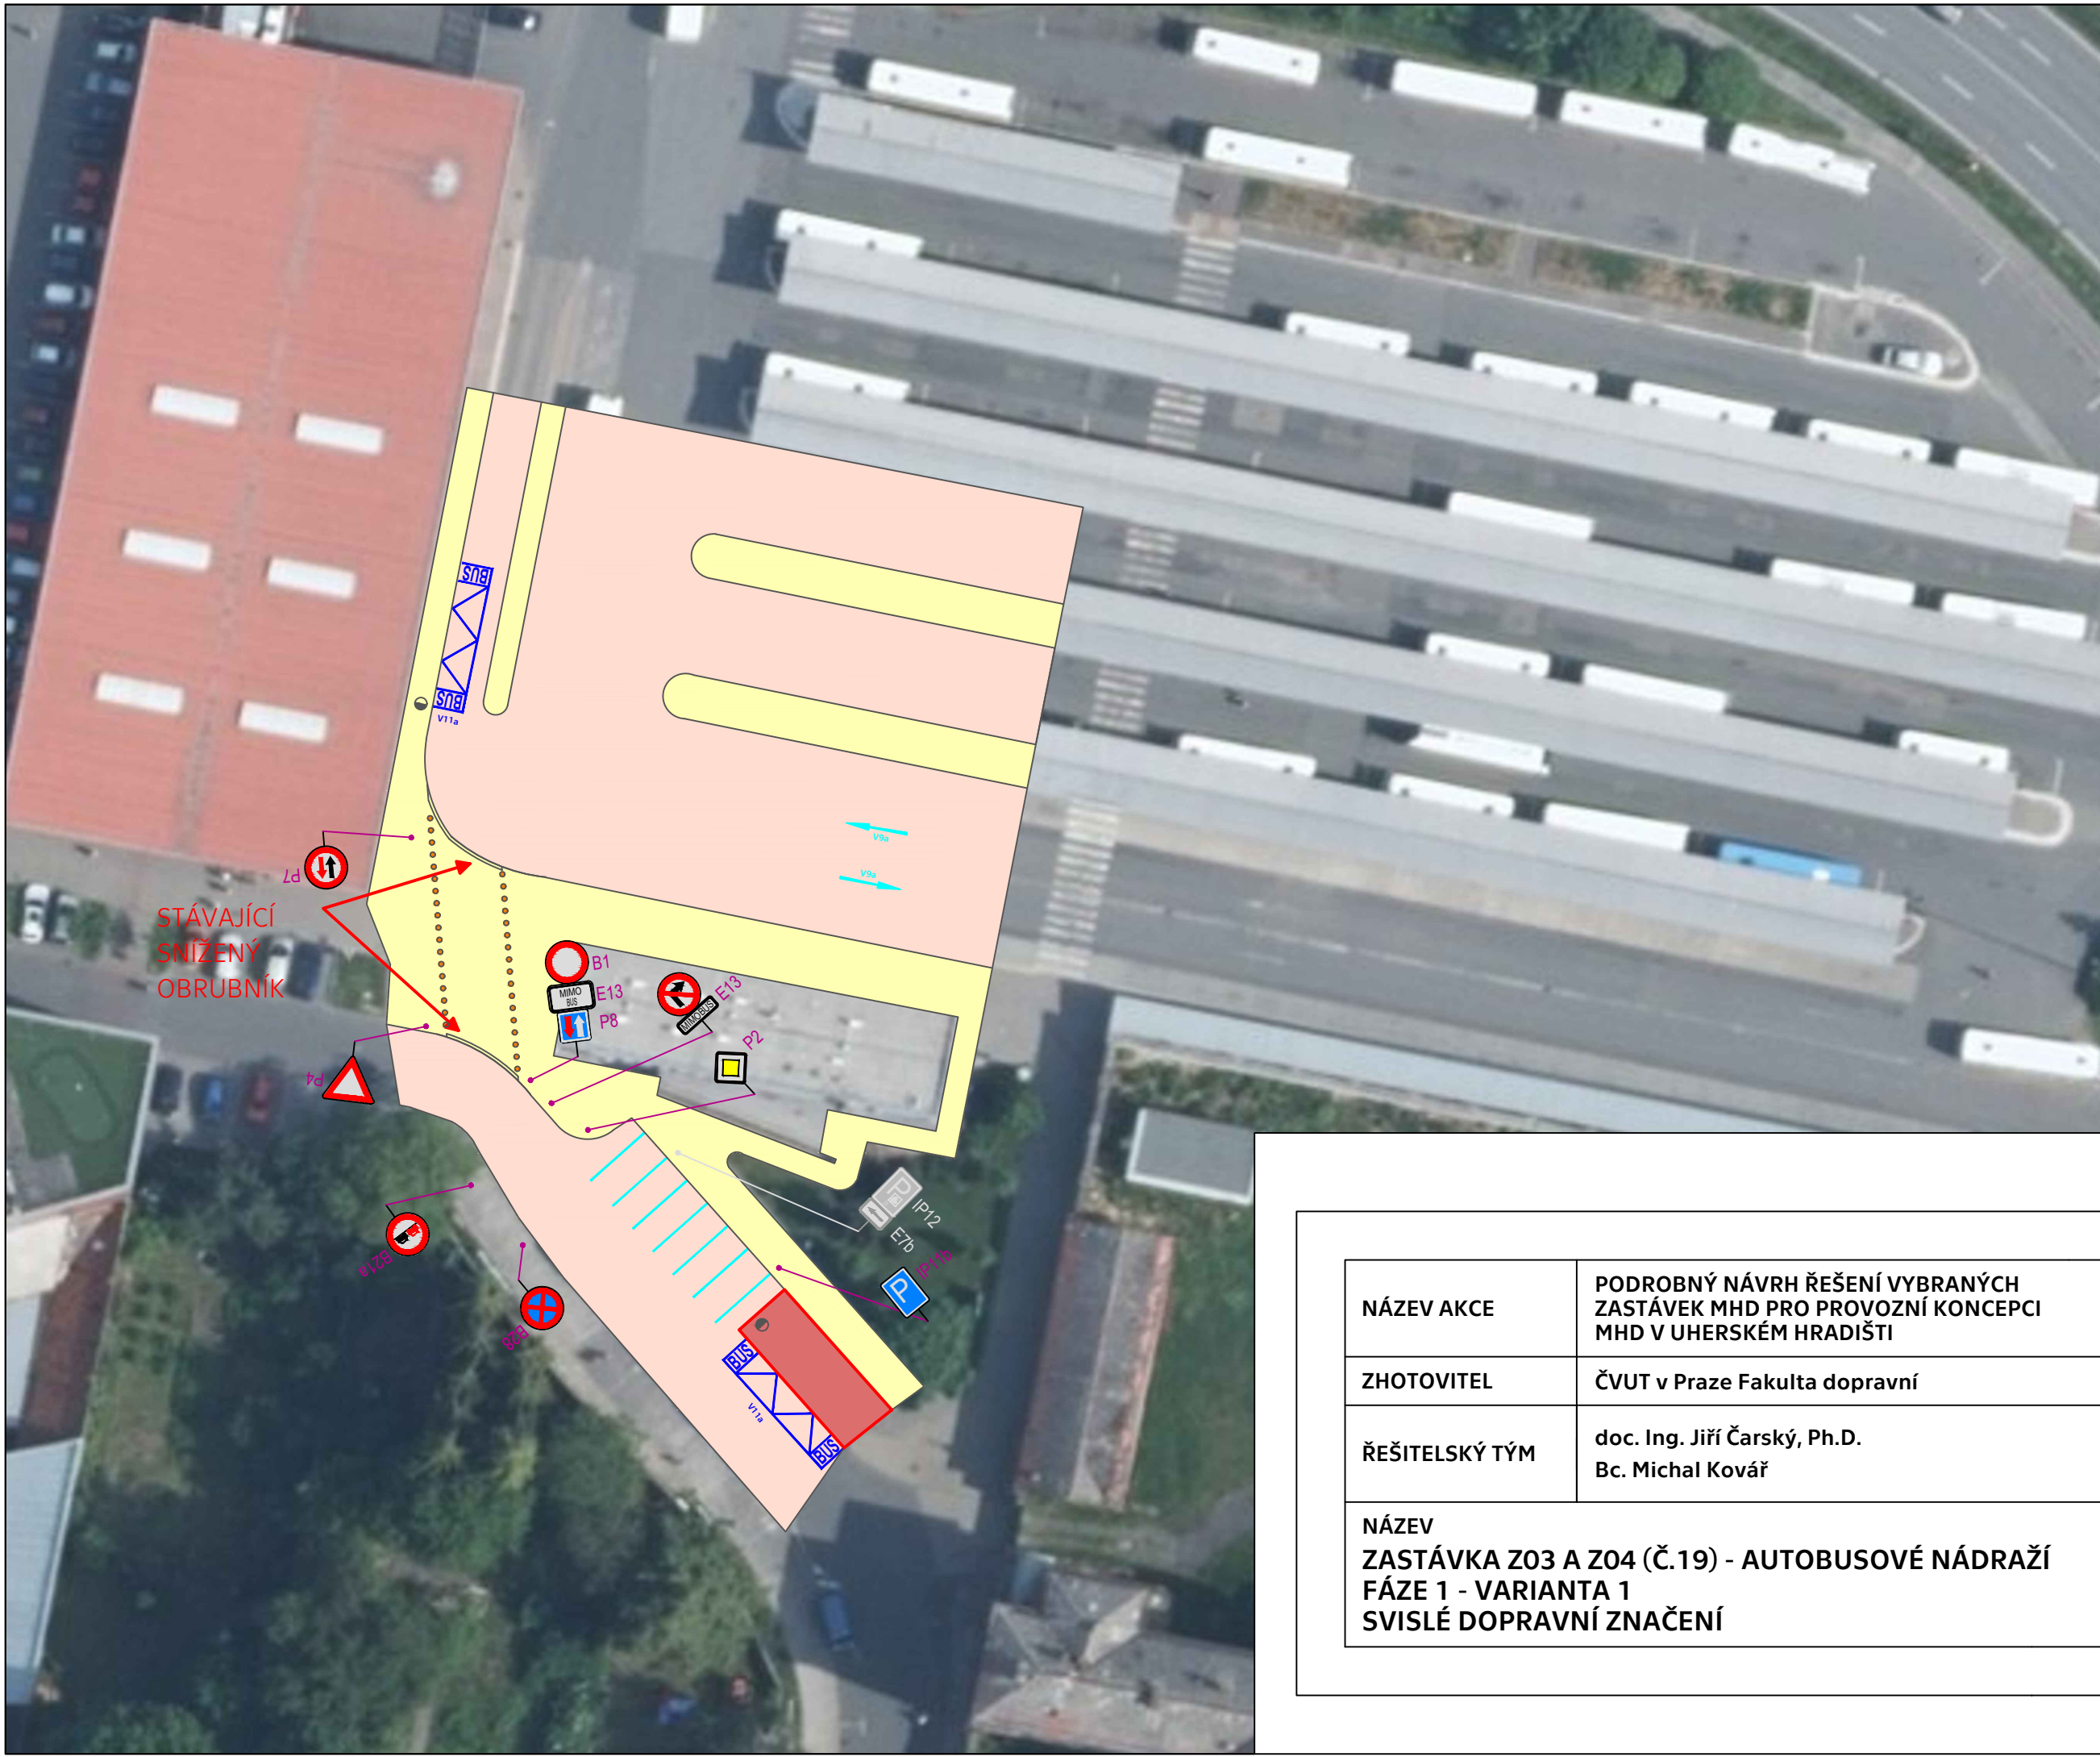 BUS
BUS
V11a
V9a
V9a
P7
STÁVAJÍCÍ
SNÍŽENÝ
OBRUBNÍK
B1
MIMO
BUS
E13
P8
E13
MIMOBUS
P2
P4
P
IP12
E7b
B21a
P
B28
BUS
V11a
BUS
NÁZEV AKCE
PODROBNÝ NÁVRH ŘEŠENÍ VYBRANÝCH
ZASTÁVEK MHD PRO PROVOZNÍ KONCEPCI
MHD V UHERSKÉM HRADIŠTI
ZHOTOVITEL
ČVUT v Praze Fakulta dopravní
ŘEŠITELSKÝ TÝM
doc. Ing. Jiří Čarský, Ph.D.
Bc. Michal Kovář
NÁZEV
ZASTÁVKA Z03 A Z04 (Č.19) - AUTOBUSOVÉ NÁDRAŽÍ
FÁZE 1 - VARIANTA 1
SVISLÉ DOPRAVNÍ ZNAČENÍ